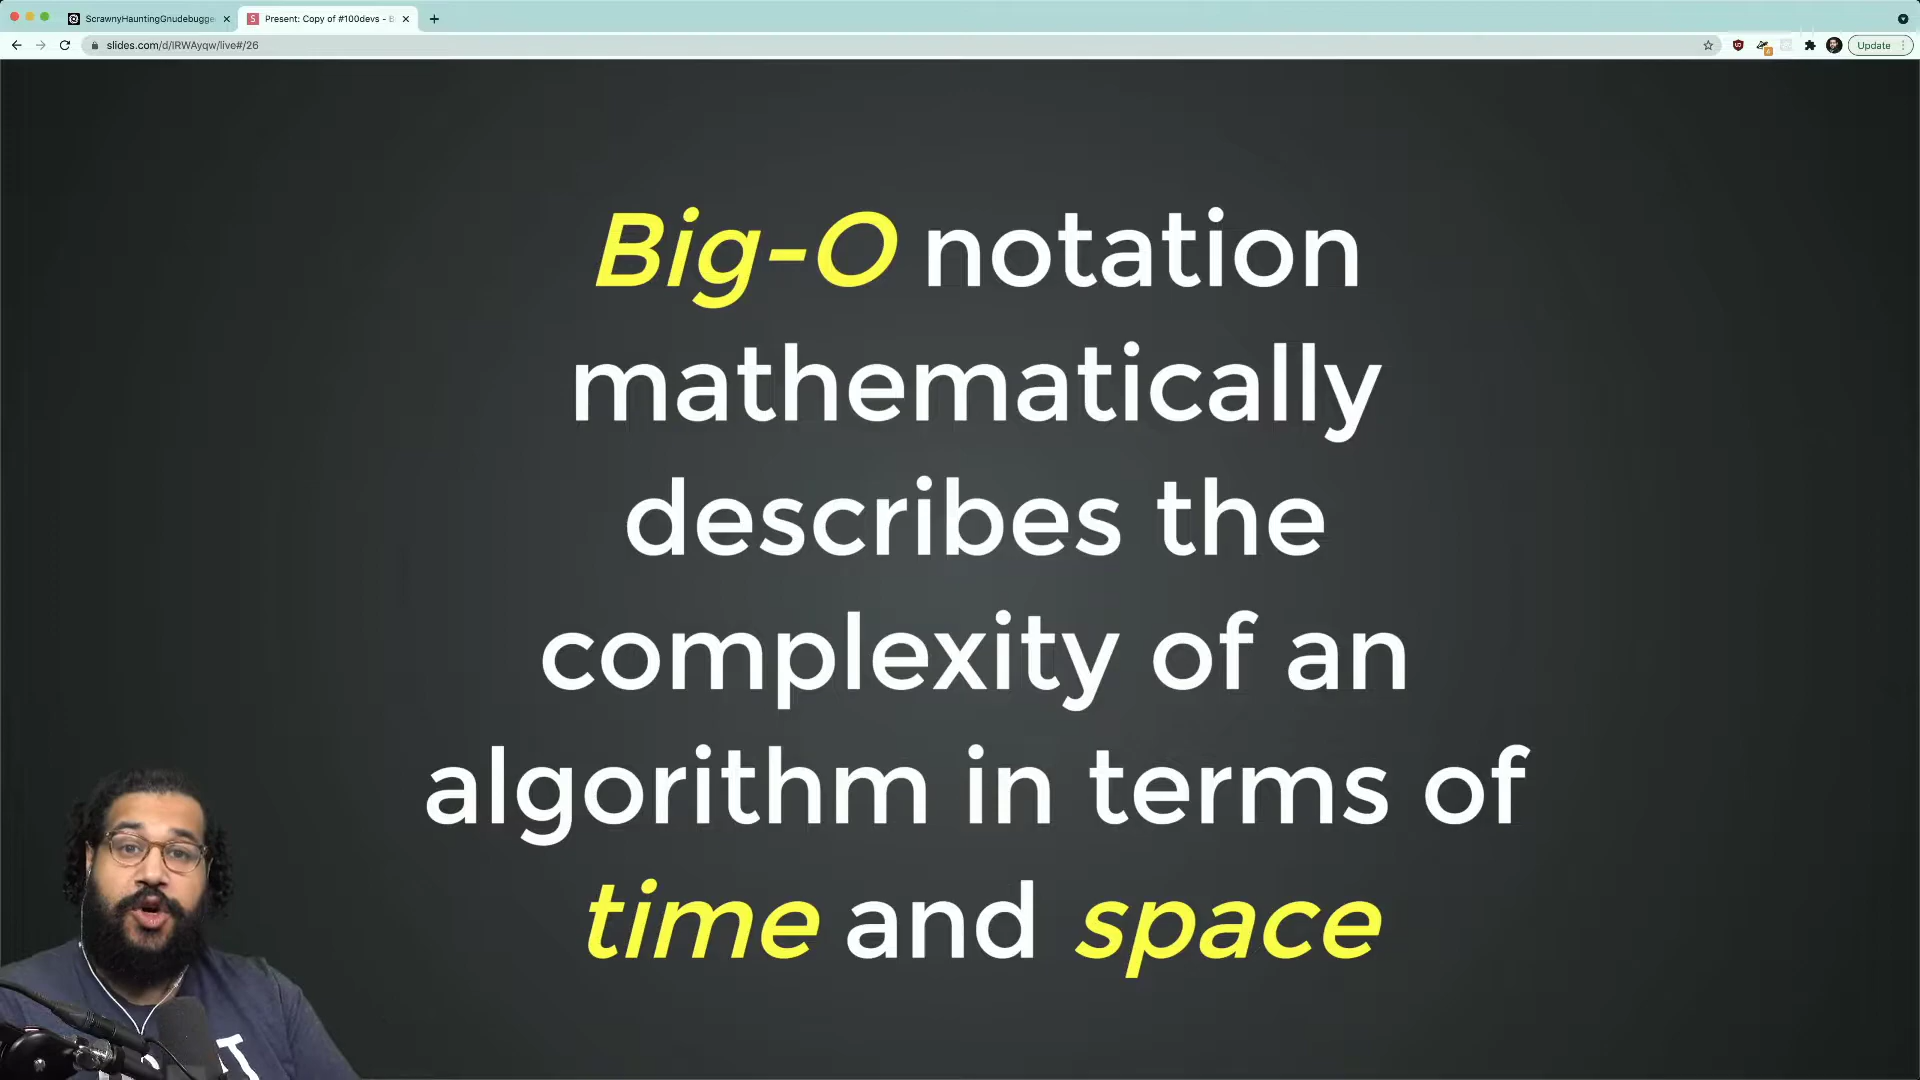 ScrawnyHauntingGnudebugge
Present: Copy of #100devs - B
slides.com/d/IRWAyqw/live#/26
Update
Big-O notation
mathematically
describes the
complexity of an
algorithm in terms of
time and space